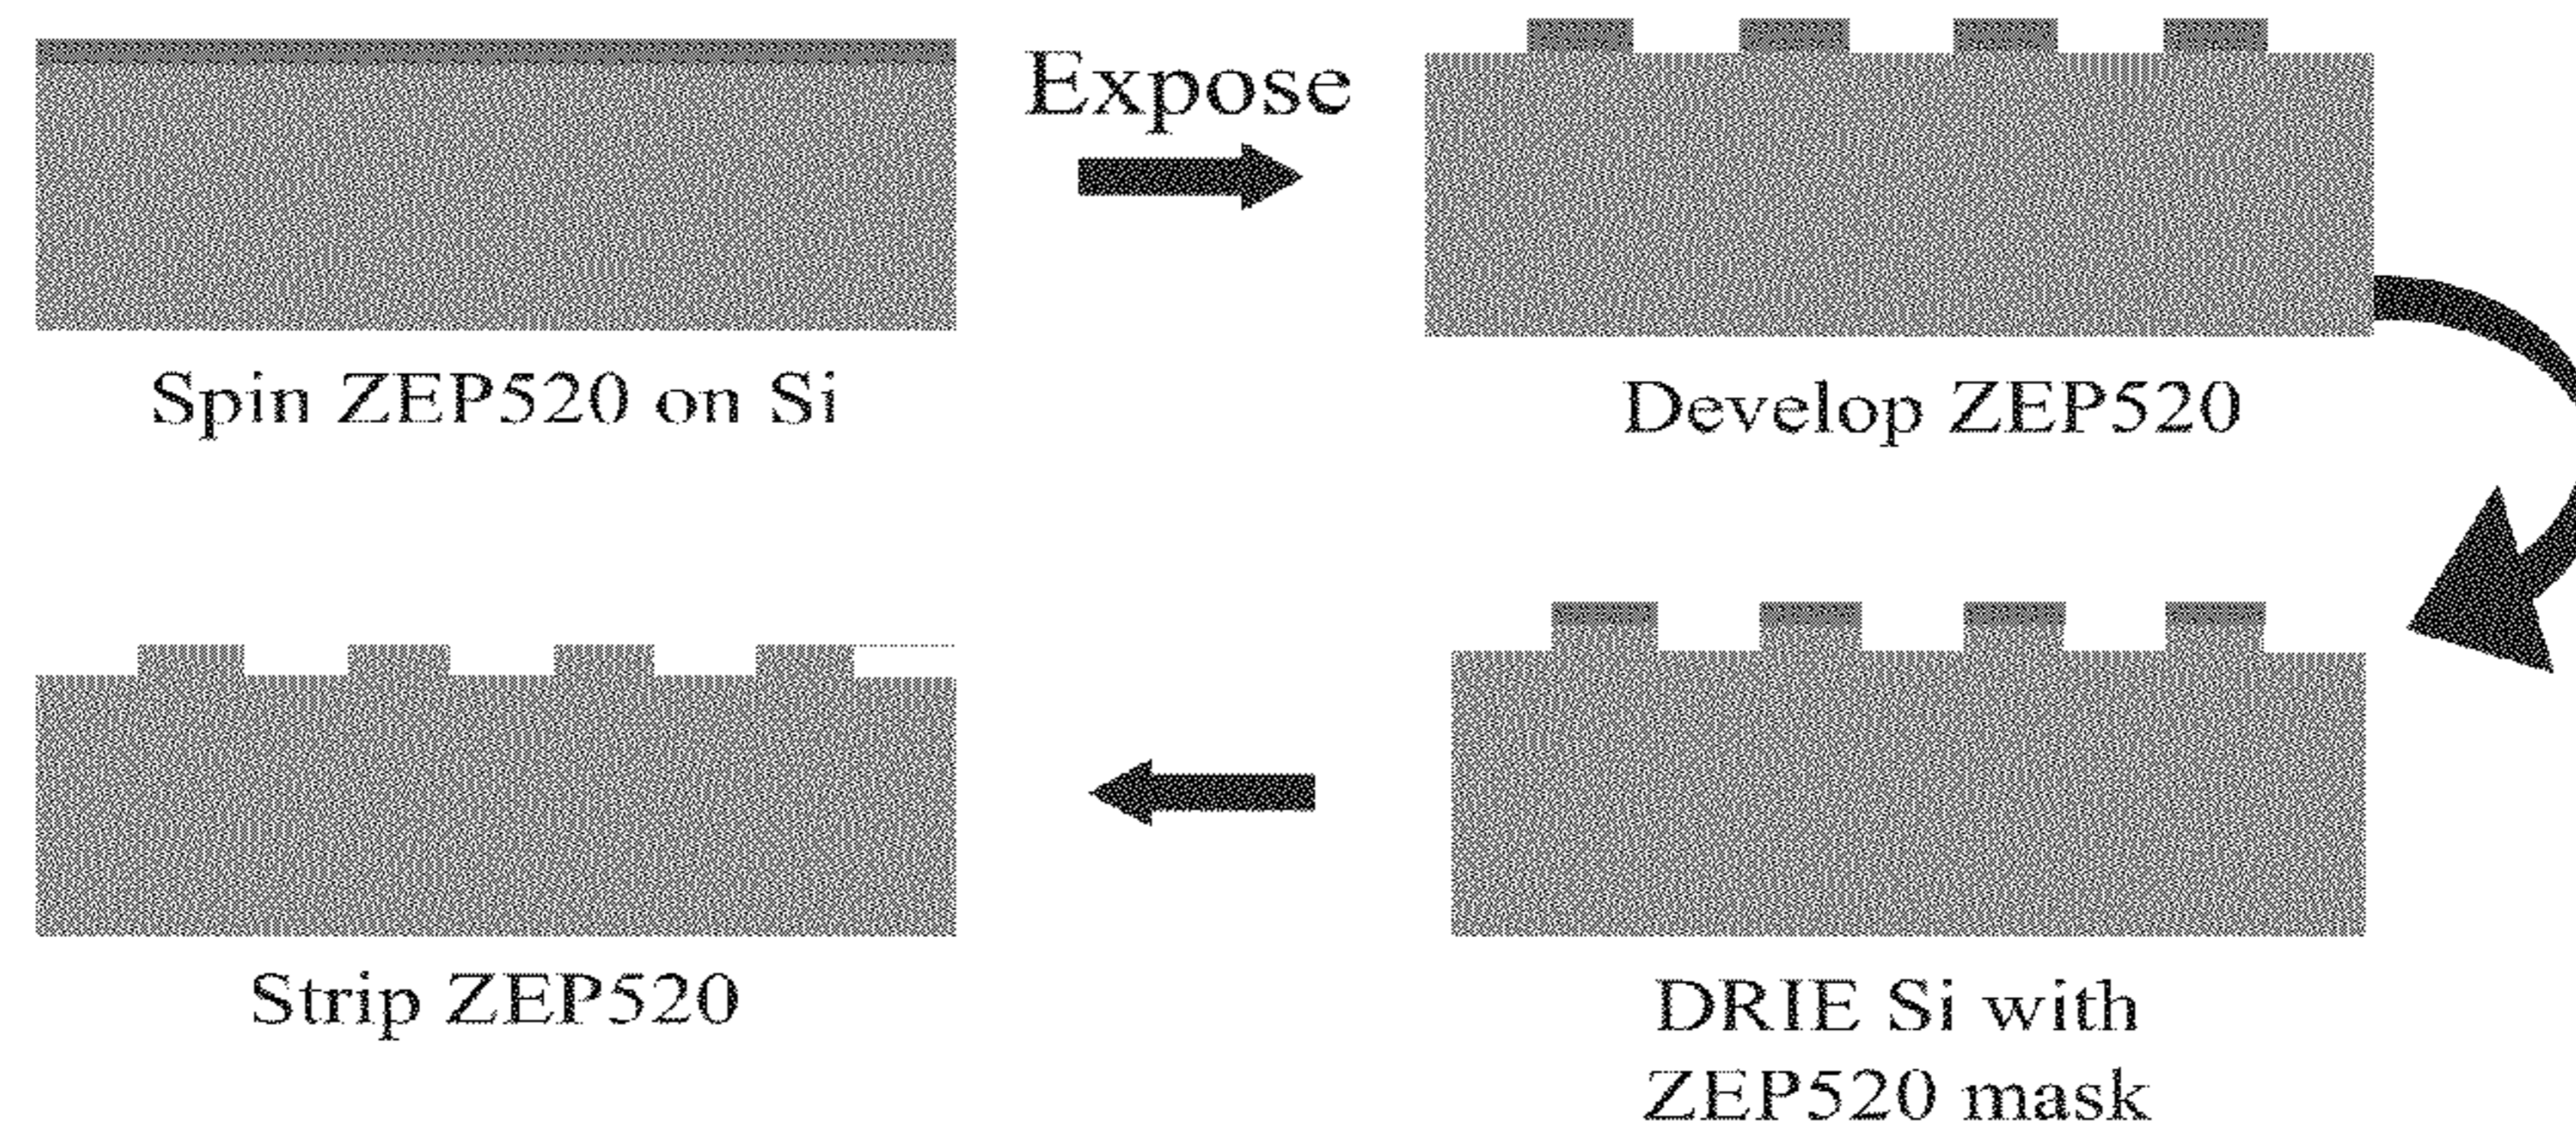 Expose
Spin ZEP520 on Si
Develop ZEP520
Strip ZEP520
DRIE Si with
ZEP520 mask